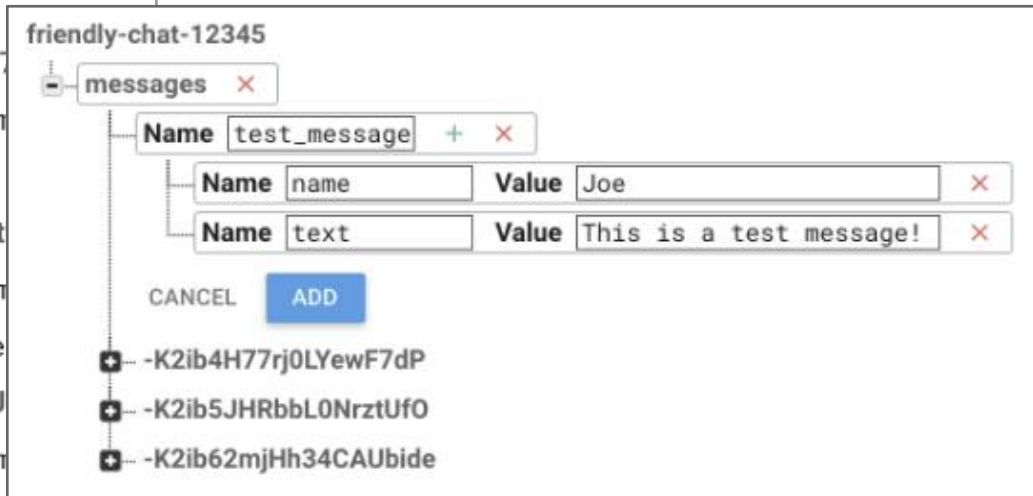 friendly-chat-12345
messages ×
Name test_message + ×
Name name Value Joe ×
Name text Value This is a test message! ×
CANCEL ADD
-K2ib4H77rj0LYewF7dP
-K2ib5JHRbbL0NrztUfO
-K2ib62mjHh34CAUbide